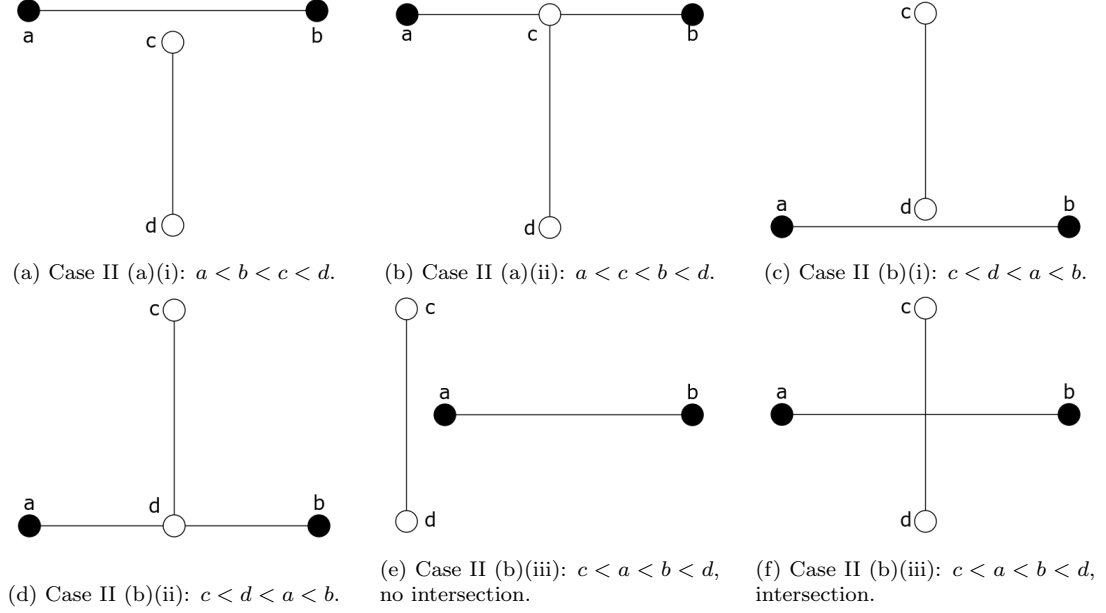 a
b
c
d
(a) Case II (a)(i): a < b < c < d.
a
c
b
d
(b) Case II (a)(ii): a < c < b < d.
c
d
a
b
(c) Case II (b)(i): c < d < a < b.
c
a
d
b
(d) Case II (b)(ii): c < d < a < b.
c
a
b
d
(e) Case II (b)(iii): c < a < b < d,
no intersection.
c
a
b
d
(f) Case II (b)(iii): c < a < b < d,
intersection.